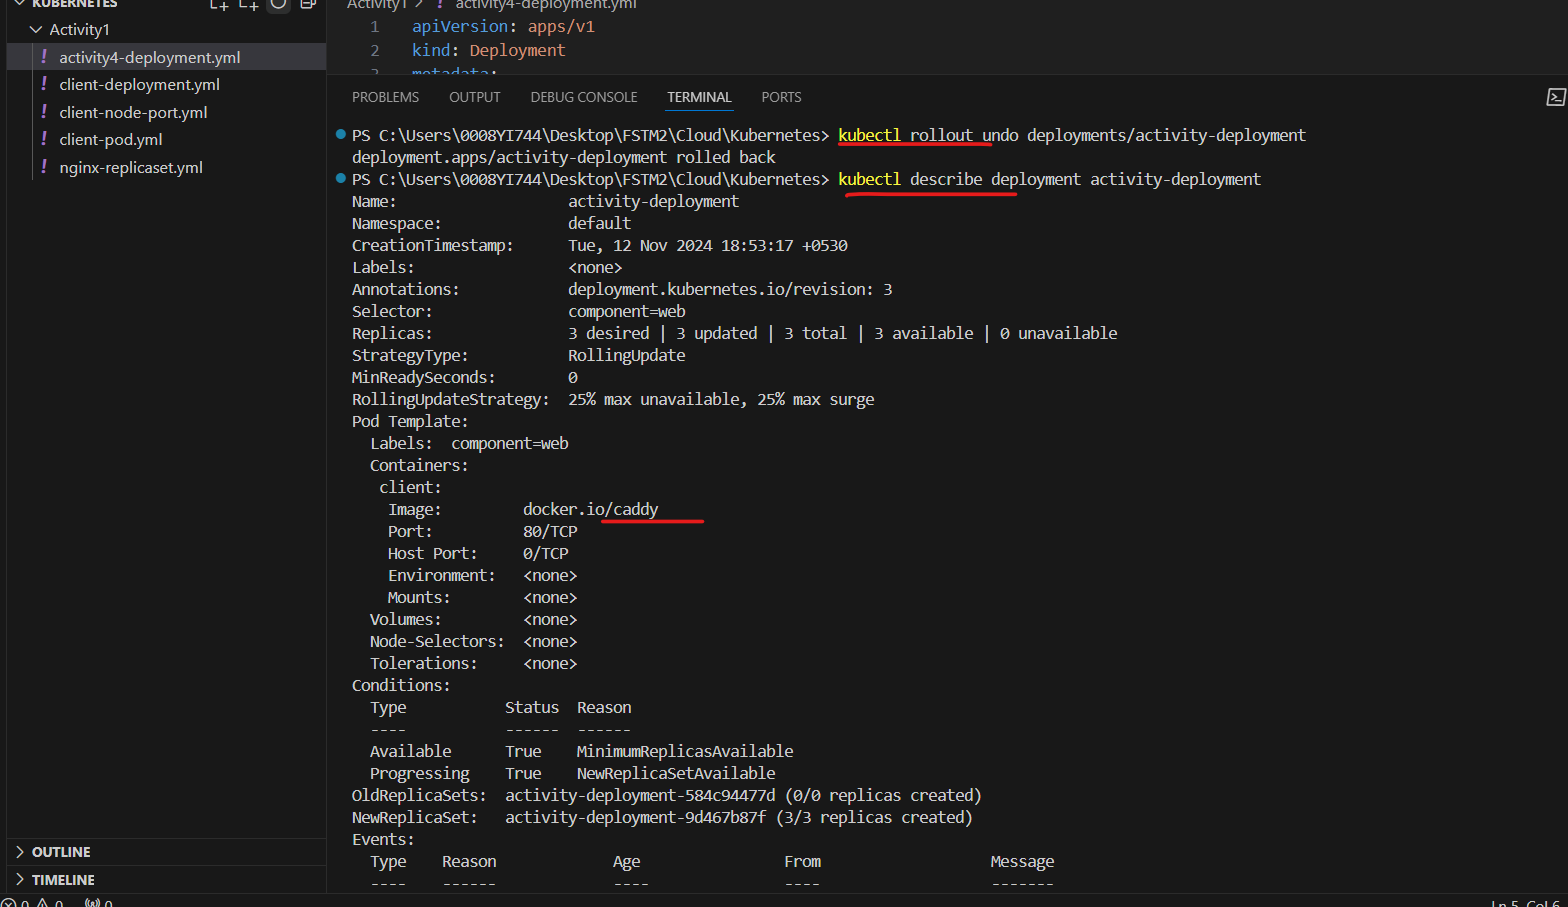 KUBERNETES
Activity1
! activity4-deployment.yml
! client-deployment.yml
! client-node-port.yml
! client-pod.yml
! nginx-replicaset.yml
OUTLINE
TIMELINE
0 0 0
Activity1 > ! activity4-deployment.yml
1 apiVersion: apps/v1
2 kind: Deployment
3 metadata:
PROBLEMS OUTPUT DEBUG CONSOLE TERMINAL PORTS
PS C:\Users\0008YI744\Desktop\FSTM2\Cloud\Kubernetes> kubectl rollout undo deployments/activity-deployment
deployment.apps/activity-deployment rolled back
PS C:\Users\0008YI744\Desktop\FSTM2\Cloud\Kubernetes> kubectl describe deployment activity-deployment
Name: activity-deployment
Namespace: default
CreationTimestamp: Tue, 12 Nov 2024 18:53:17 +0530
Labels: <none>
Annotations: deployment.kubernetes.io/revision: 3
Selector: component=web
Replicas: 3 desired | 3 updated | 3 total | 3 available | 0 unavailable
StrategyType: RollingUpdate
MinReadySeconds: 0
RollingUpdateStrategy: 25% max unavailable, 25% max surge
Pod Template:
Labels: component=web
Containers:
client:
Image: docker.io/caddy
Port: 80/TCP
Host Port: 0/TCP
Environment: <none>
Mounts: <none>
Volumes: <none>
Node-Selectors: <none>
Tolerations: <none>
Conditions:
Type Status Reason
---- ------ ------
Available True MinimumReplicasAvailable
Progressing True NewReplicaSetAvailable
OldReplicaSets: activity-deployment-584c94477d (0/0 replicas created)
NewReplicaSet: activity-deployment-9d467b87f (3/3 replicas created)
Events:
Type Reason Age From Message
---- ------ ---- ---- -------
Ln 5, Col 6